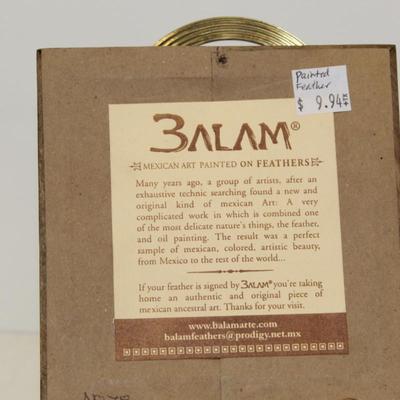 Painted
Feather
$ 9.94
BALAM®
MEXICAN ART PAINTED ON FEATHERS
Many years ago, a group of artists, after an
exhaustive technic searching found a new and
original kind of mexican Art: A very
complicated work in which is combined one
of the most delicate nature's things, the feather,
and oil painting. The result was a perfect
sample of mexican, colored, artistic beauty,
from Mexico to the rest of the world...
If your feather is signed by BALAM® you're taking
home an authentic and original piece of
mexican ancestral art. Thanks for your visit.
www.balamarte.com
balamfeathers@prodigy.net.mx